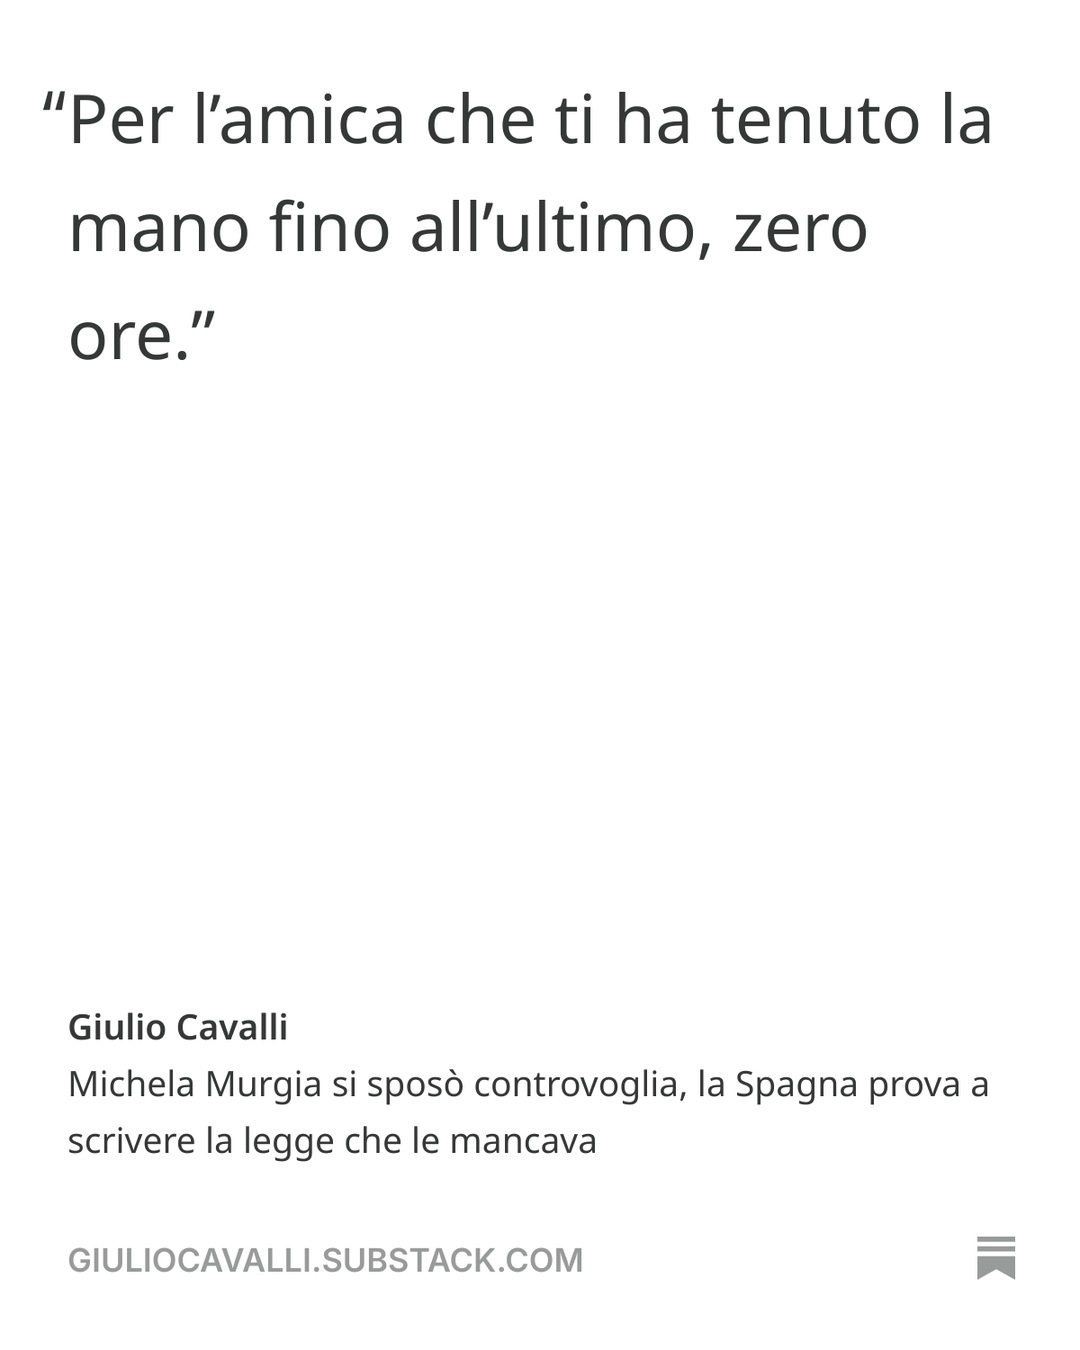 “Per l’amica che ti ha tenuto la
mano fino all’ultimo, zero
ore.”
Giulio Cavalli
Michela Murgia si sposò controvoglia, la Spagna prova a
scrivere la legge che le mancava
GIULIOCAVALLI.SUBSTACK.COM